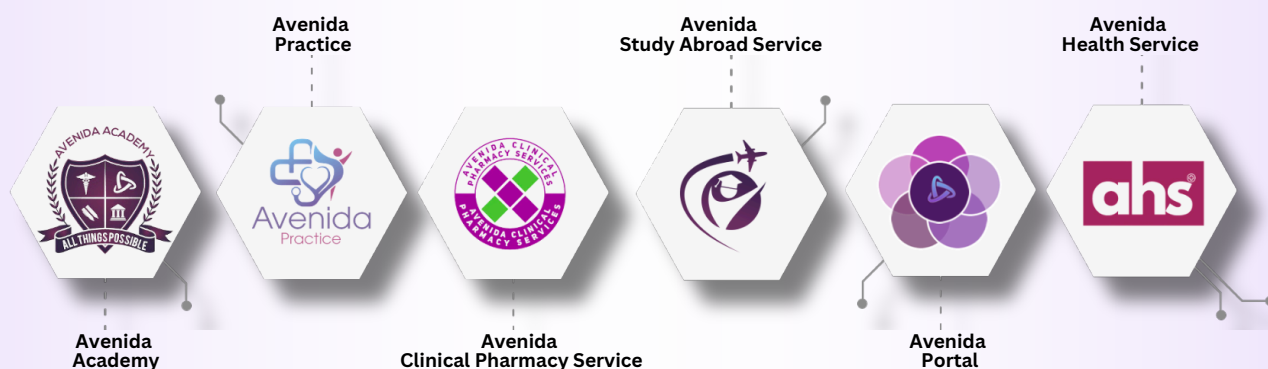 Avenida
Practice
Avenida
Study Abroad Service
Avenida
Health Service
AVENIDA ACADEMY
ALL THINGS POSSIBLE
Avenida
Practice
AVENIDA CLINICAL
PHARMACY SERVICES
AVENIDA CLINICAL
PHARMACY SERVICES
ahs
Avenida
Academy
Avenida
Clinical Pharmacy Service
Avenida
Portal